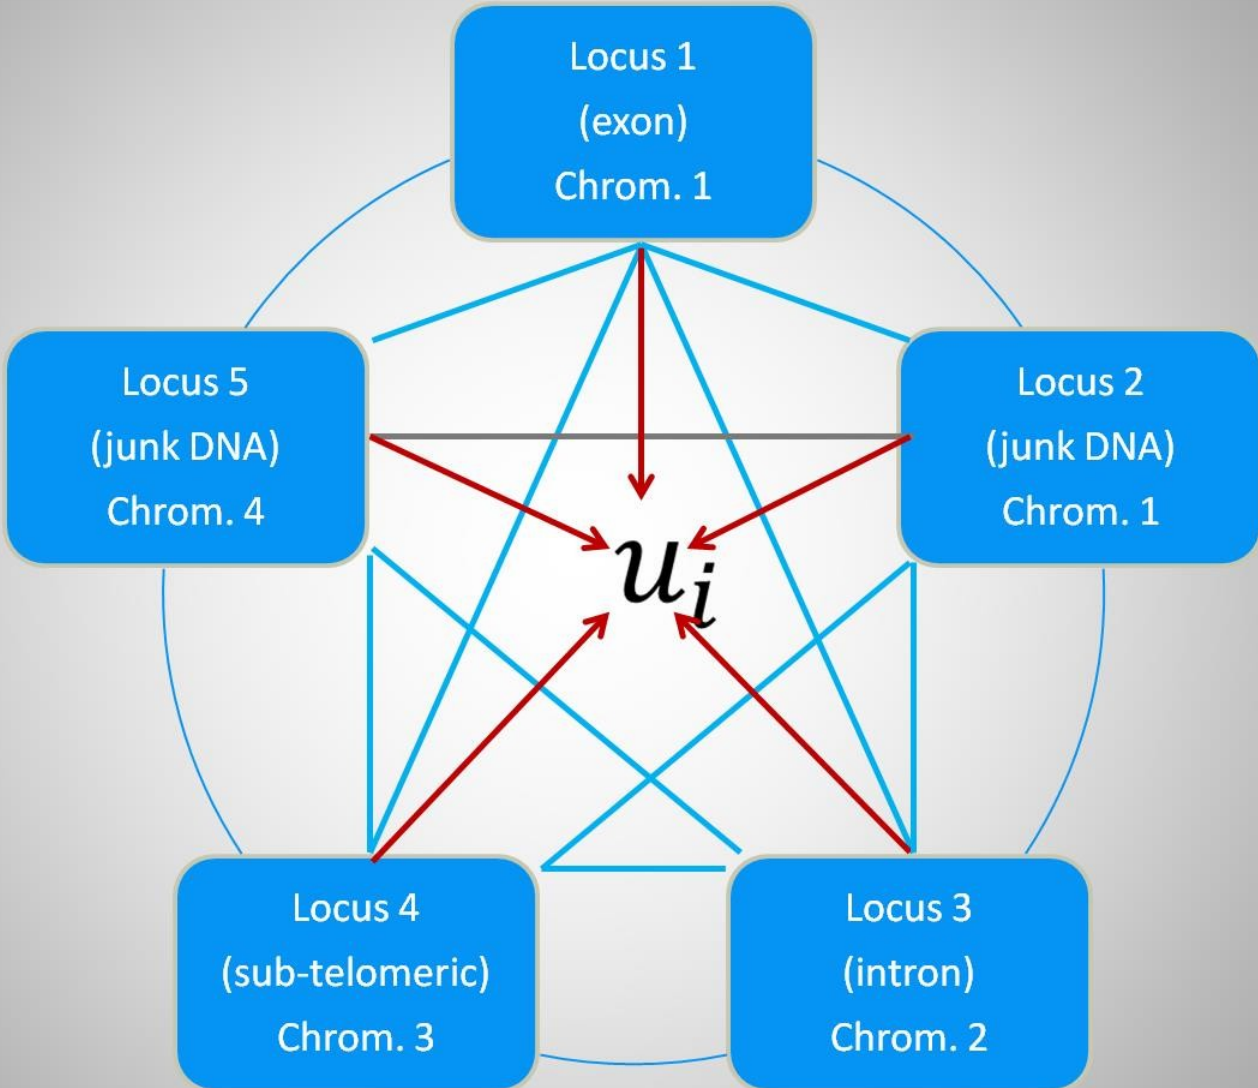 Locus 1
(exon)
Chrom. 1
Locus 5
(junk DNA)
Chrom. 4
Locus 2
(junk DNA)
Chrom. 1
u_i
Locus 4
(sub-telomeric)
Chrom. 3
Locus 3
(intron)
Chrom. 2